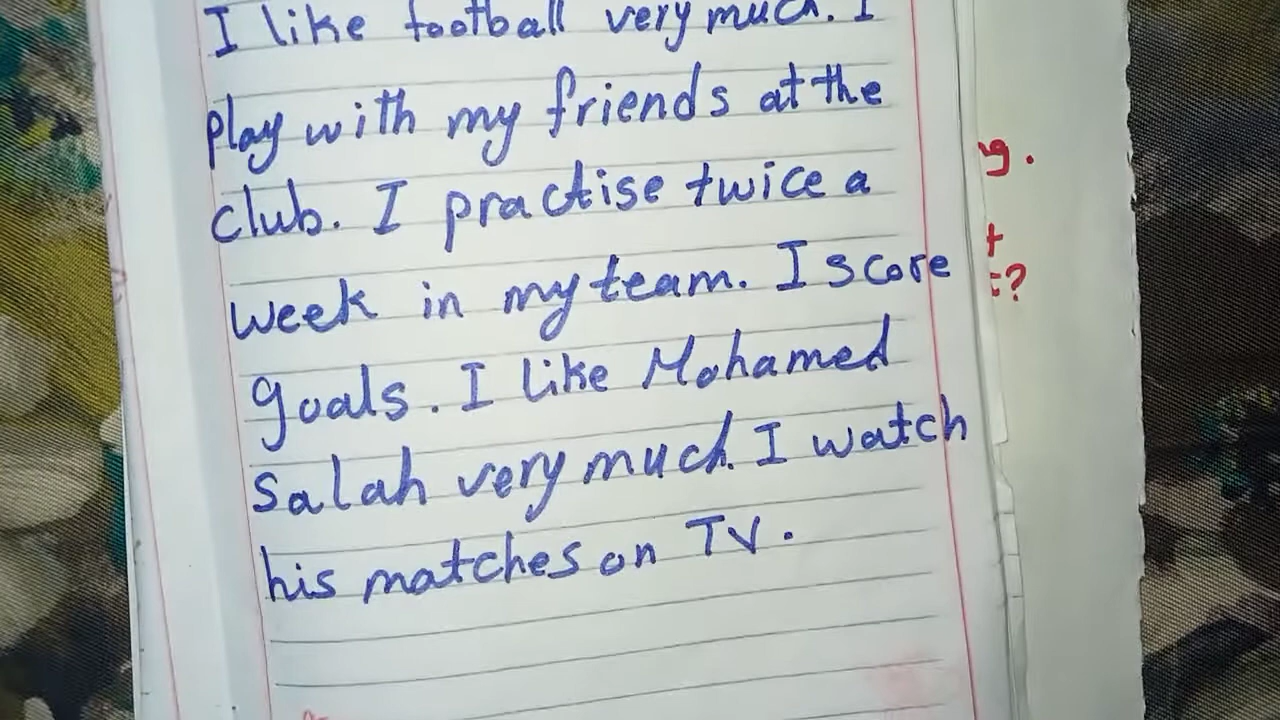 I like football very much. I
play with my friends at the
club. I practise twice a
week in my team. I score
goals. I like Mohamed
Salah very much. I watch
his matches on TV.